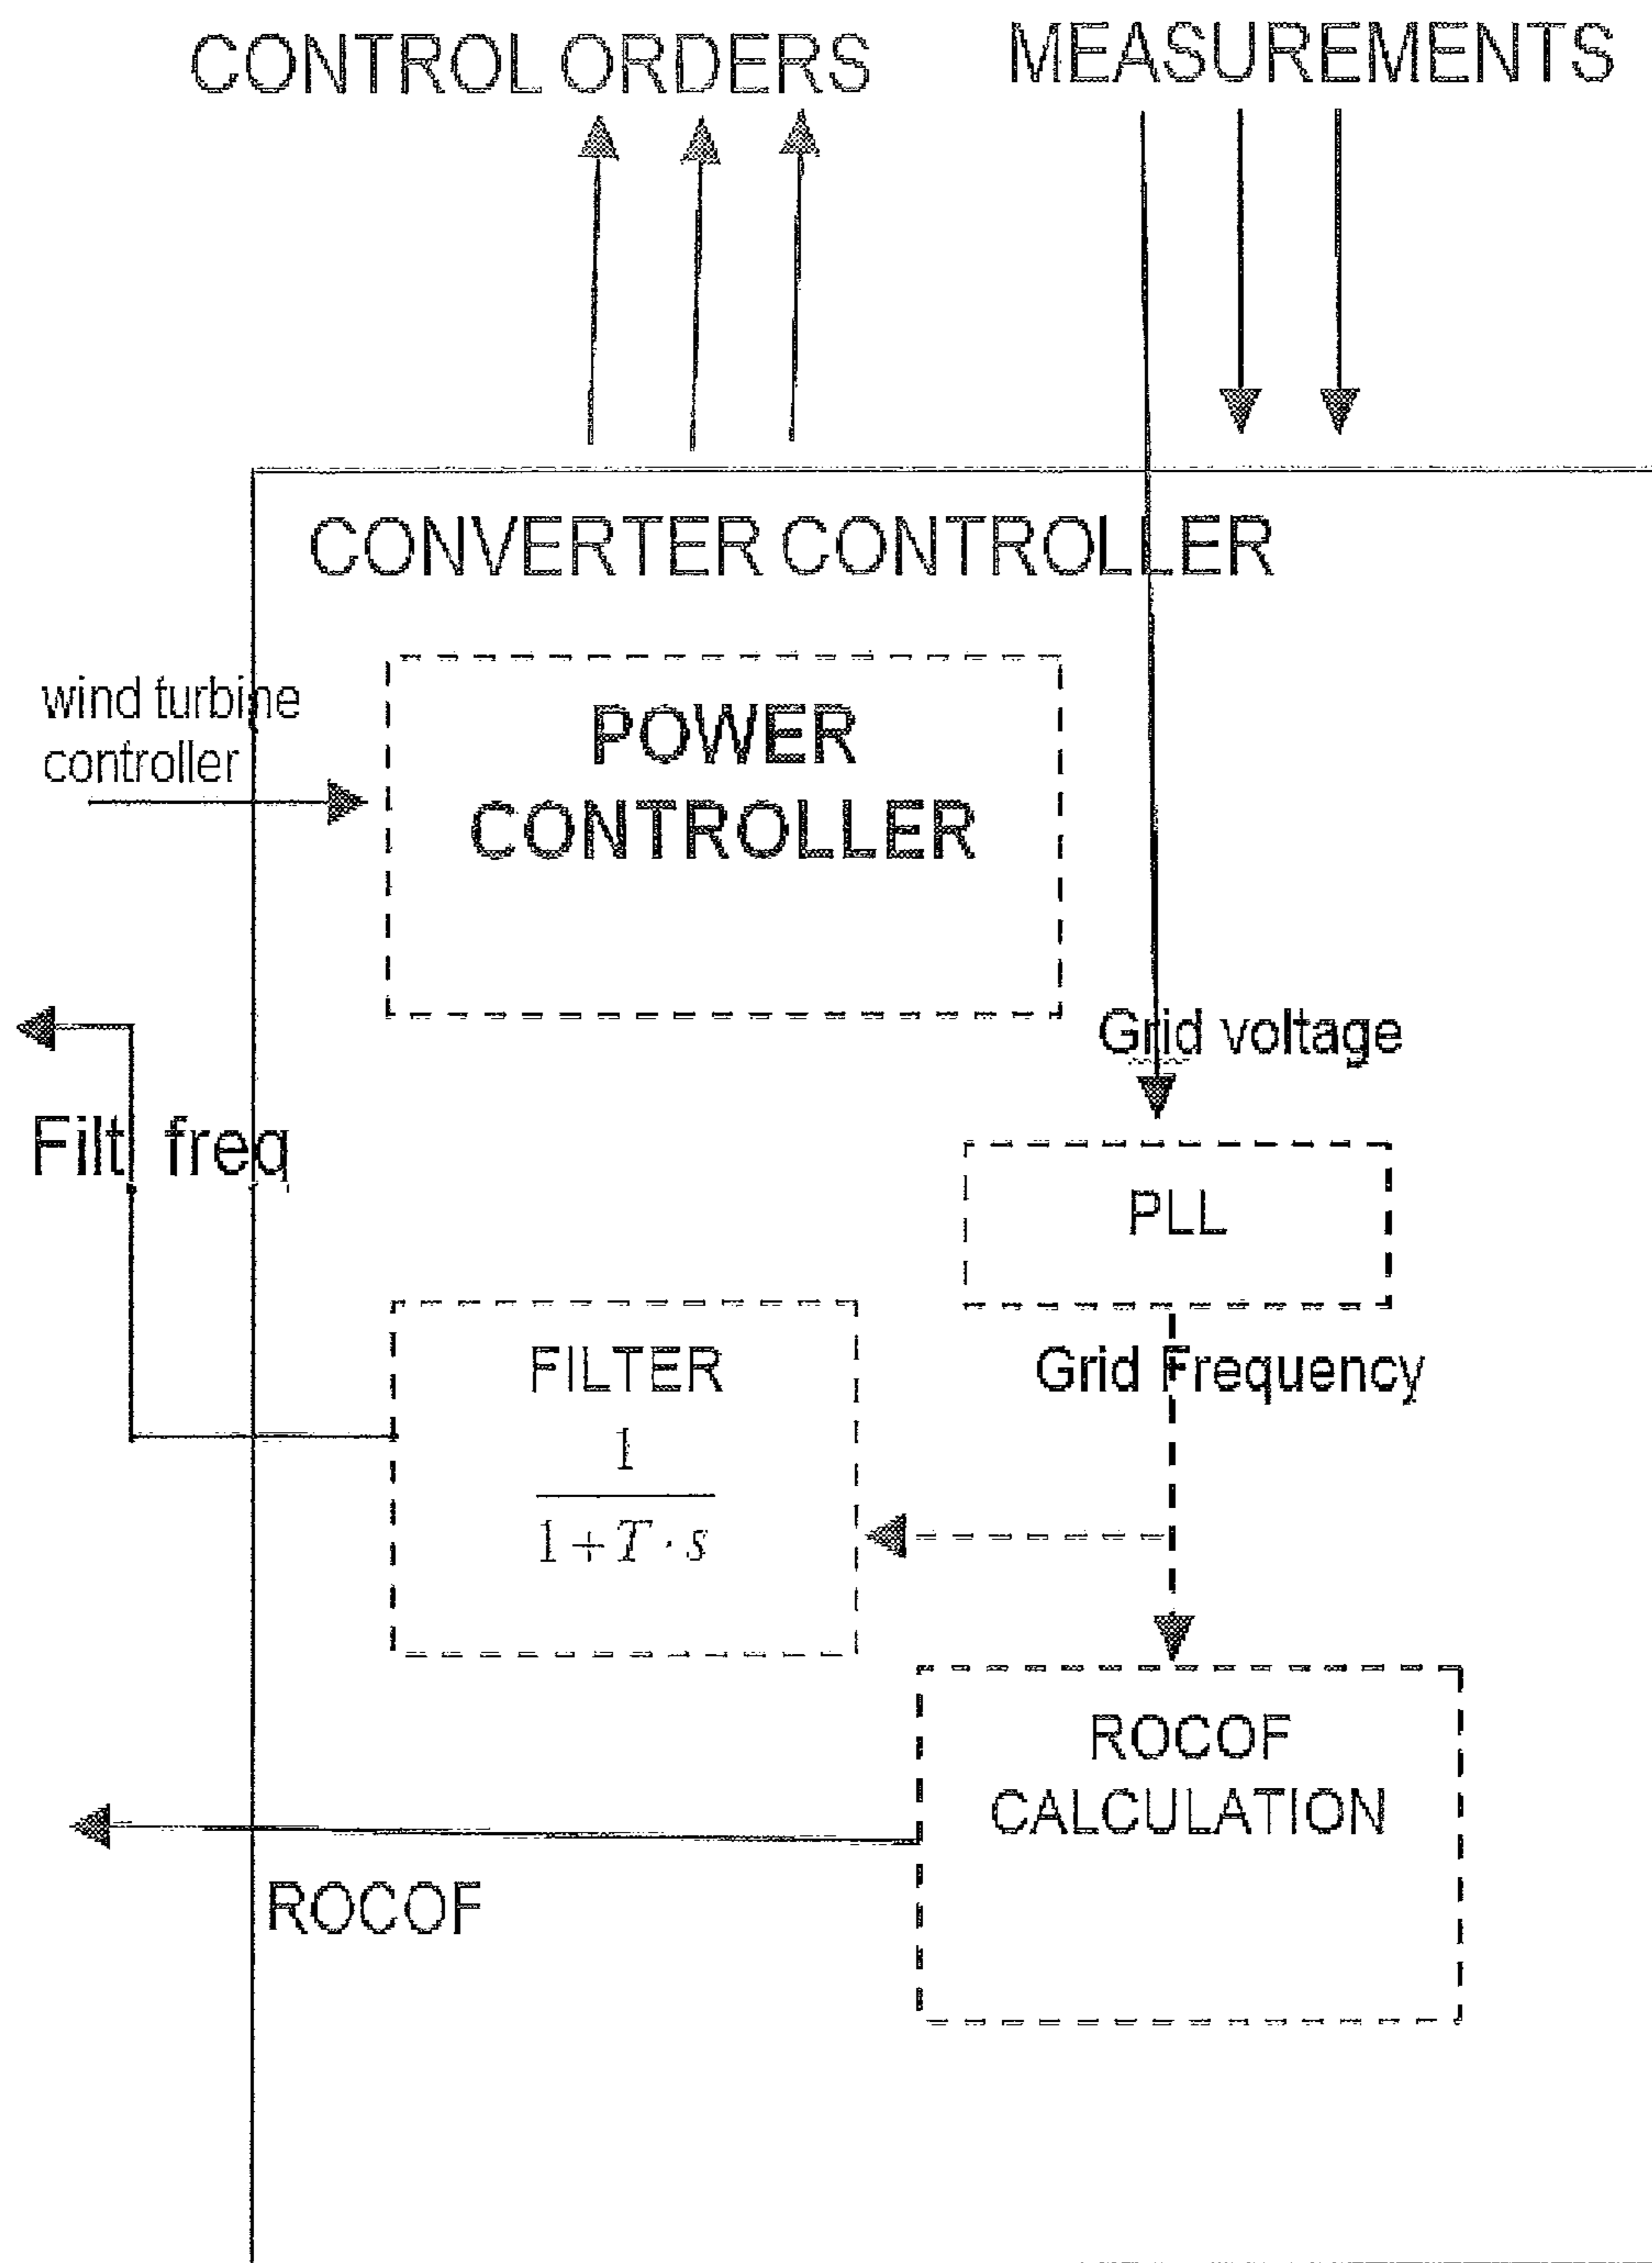 CONTROL ORDERS
MEASUREMENTS
CONVERTER CONTROLLER
wind turbine
controller
POWER
CONTROLLER
Grid voltage
Filt freq
PLL
FILTER
1
1+T·s
Grid Frequency
ROCOF
CALCULATION
ROCOF